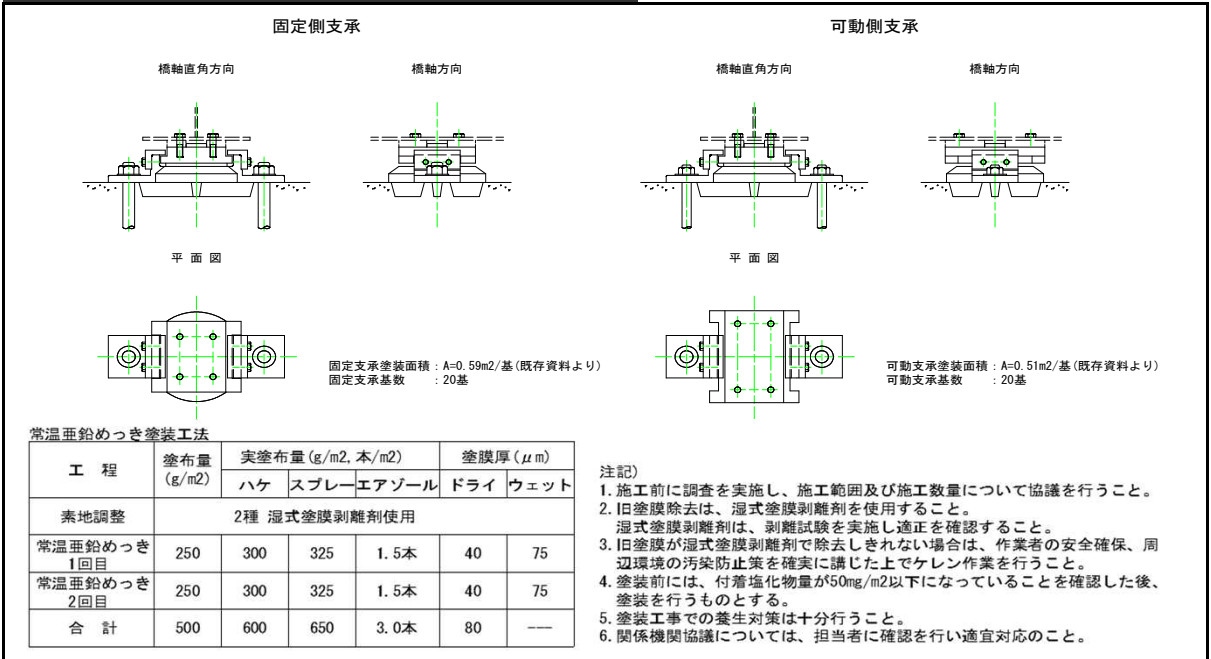 固定側支承
可動側支承
橋軸直角方向
橋軸方向
橋軸直角方向
橋軸方向
平面図
平面図
固定支承塗装面積：A=0.59m2/基(既存資料より)
固定支承基数　：20基
可動支承塗装面積：A=0.51m2/基(既存資料より)
可動支承基数　：20基
常温亜鉛めっき塗装工法
工程 塗布量(g/m2) 実塗布量(g/m2,本/m2) 塗膜厚(μm)
ハケ スプレー エアゾール ドライ ウェット
素地調整 2種 湿式塗膜剥離剤使用
常温亜鉛めっき1回目 250 300 325 1.5本 40 75
常温亜鉛めっき2回目 250 300 325 1.5本 40 75
合計 500 600 650 3.0本 80 ---
注記)
1.施工前に調査を実施し、施工範囲及び施工数量について協議を行うこと。
2.旧塗膜除去は、湿式塗膜剥離剤を使用すること。
湿式塗膜剥離剤は、剥離試験を実施し適正を確認すること。
3.旧塗膜が湿式塗膜剥離剤で除去しきれない場合は、作業者の安全確保、周
辺環境の汚染防止策を確実に講じた上でケレン作業を行うこと。
4.塗装前には、付着塩化物量が50mg/m2以下になっていることを確認した後、
塗装を行うものとする。
5.塗装工事での養生対策は十分行うこと。
6.関係機関協議については、担当者に確認を行い適宜対応のこと。